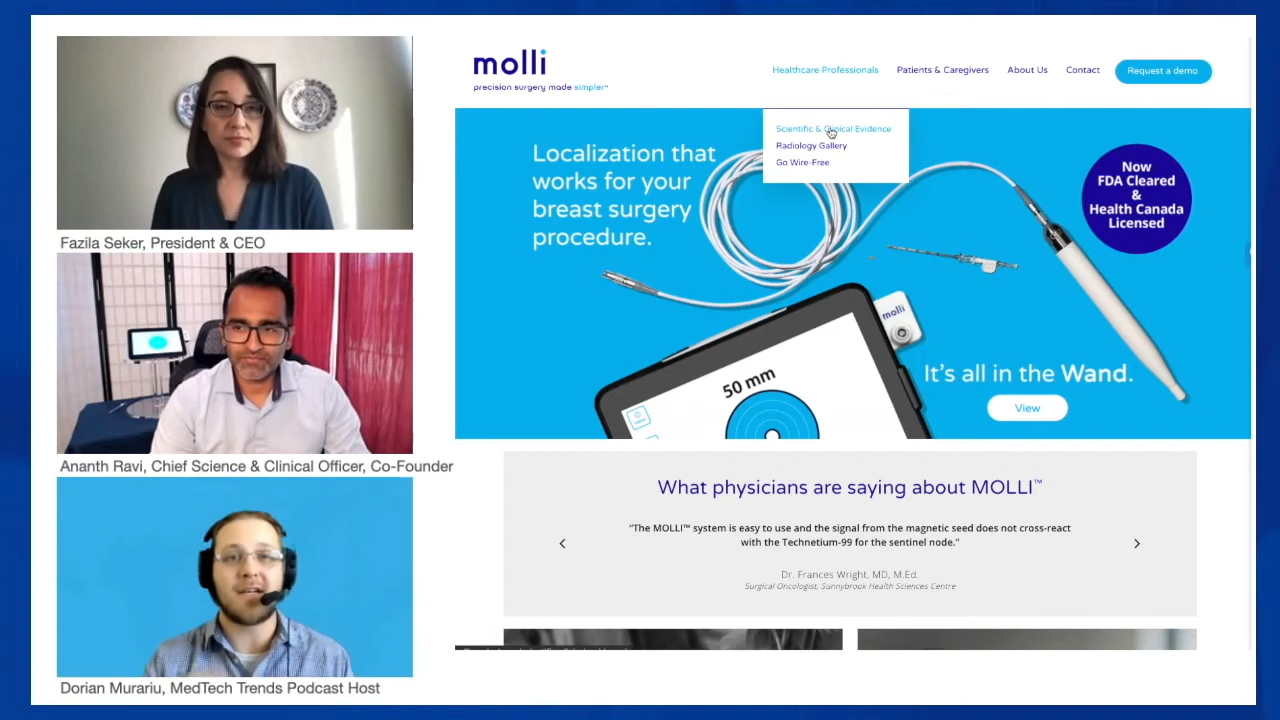 Fazila Seker, President & CEO
Ananth Ravi, Chief Science & Clinical Officer, Co-Founder
Dorian Murariu, MedTech Trends Podcast Host
molli
precision surgery made simpler™
Healthcare Professionals
Patients & Caregivers
About Us
Contact
Request a demo
Scientific & Clinical Evidence
Radiology Gallery
Go Wire-Free
Localization that
works for your
breast surgery
procedure.
Now
FDA Cleared
&
Health Canada
Licensed
molli
50 mm
It's all in the Wand.
View
What physicians are saying about MOLLI™
"The MOLLI™ system is easy to use and the signal from the magnetic seed does not cross-react
with the Technetium-99 for the sentinel node."
Dr. Frances Wright, MD, M.Ed.
Surgical Oncologist, Sunnybrook Health Sciences Centre